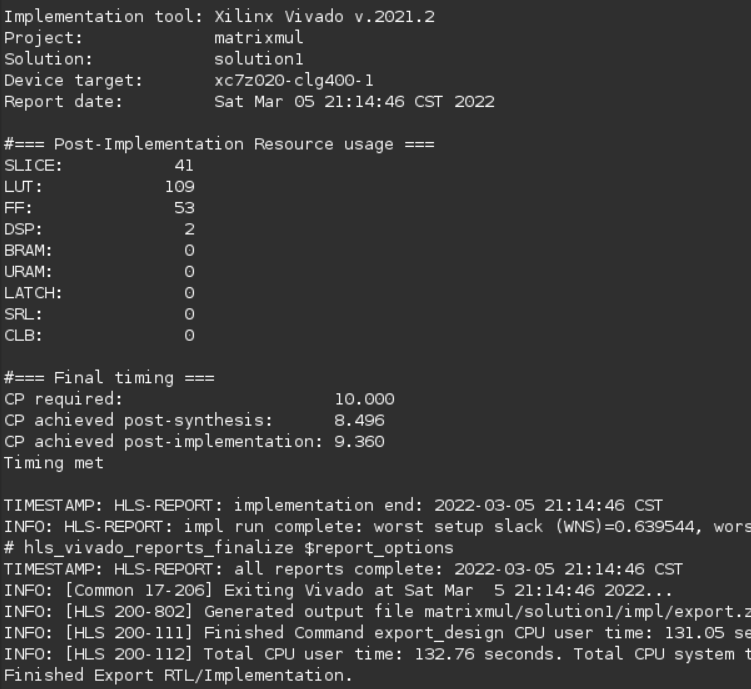 Implementation tool: Xilinx Vivado v.2021.2
Project:             matrixmul
Solution:            solution1
Device target:       xc7z020-clg400-1
Report date:         Sat Mar 05 21:14:46 CST 2022
#=== Post-Implementation Resource usage ===
SLICE:           41
LUT:            109
FF:              53
DSP:              2
BRAM:             0
URAM:             0
LATCH:            0
SRL:              0
CLB:              0
#=== Final timing ===
CP required:                     10.000
CP achieved post-synthesis:      8.496
CP achieved post-implementation: 9.360
Timing met
TIMESTAMP: HLS-REPORT: implementation end: 2022-03-05 21:14:46 CST
INFO: HLS-REPORT: impl run complete: worst setup slack (WNS)=0.639544, wors
# hls_vivado_reports_finalize $report_options
TIMESTAMP: HLS-REPORT: all reports complete: 2022-03-05 21:14:46 CST
INFO: [Common 17-206] Exiting Vivado at Sat Mar  5 21:14:46 2022...
INFO: [HLS 200-802] Generated output file matrixmul/solution1/impl/export.z
INFO: [HLS 200-111] Finished Command export_design CPU user time: 131.05 se
INFO: [HLS 200-112] Total CPU user time: 132.76 seconds. Total CPU system t
Finished Export RTL/Implementation.